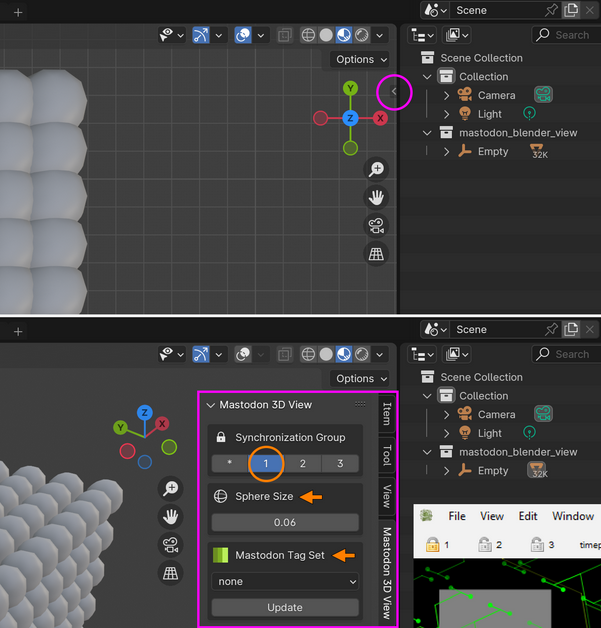 Scene
Options
Search
Y
Z
X
Scene Collection
Collection
Camera
Light
mastodon_blender_view
Empty
32K
Scene
Options
Search
Z
Y
X
Mastodon 3D View
Synchronization Group
* 1 2 3
Sphere Size
0.06
Mastodon Tag Set
none
Update
Item
Tool
View
Mastodon 3D View
Scene Collection
Collection
Camera
Light
mastodon_blender_view
Empty
32K
File View Edit Window
1 2 3 timep